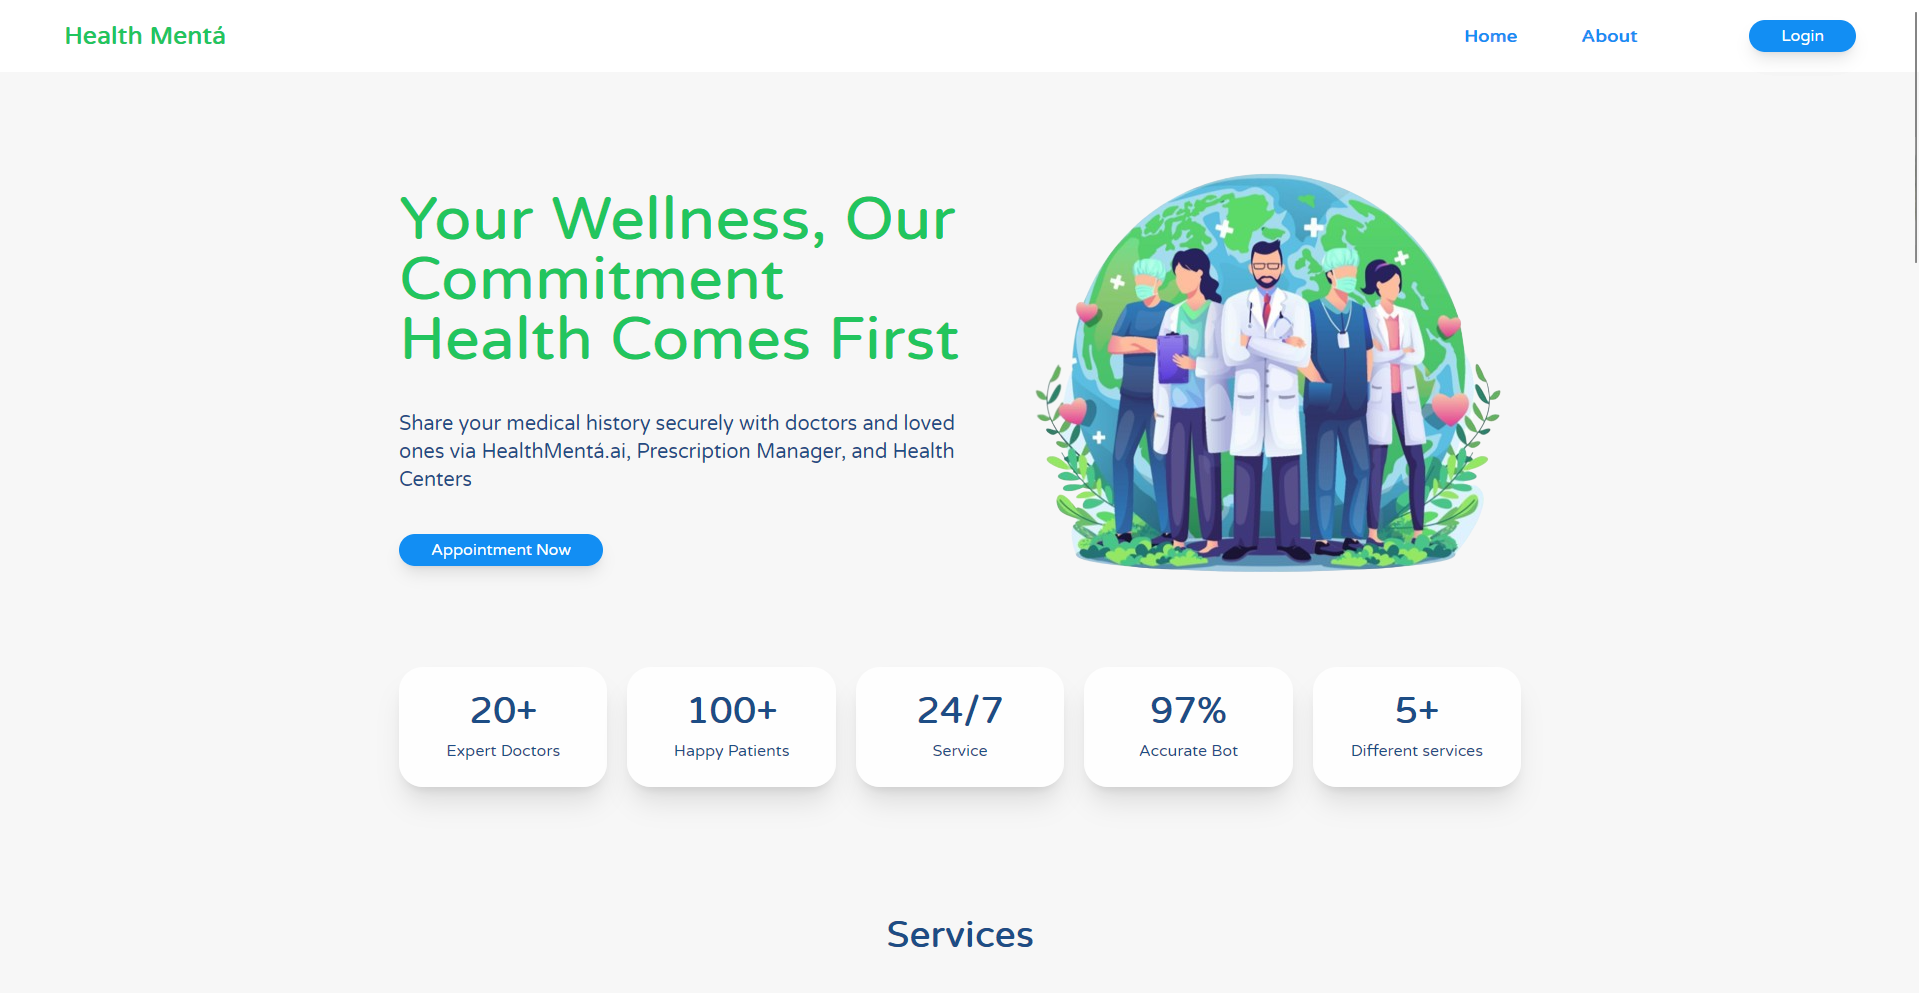 Health Mentá
Home
About
Login
Your Wellness, Our
Commitment
Health Comes First
Share your medical history securely with doctors and loved
ones via HealthMentá.ai, Prescription Manager, and Health
Centers
Appointment Now
20+
Expert Doctors
100+
Happy Patients
24/7
Service
97%
Accurate Bot
5+
Different services
Services